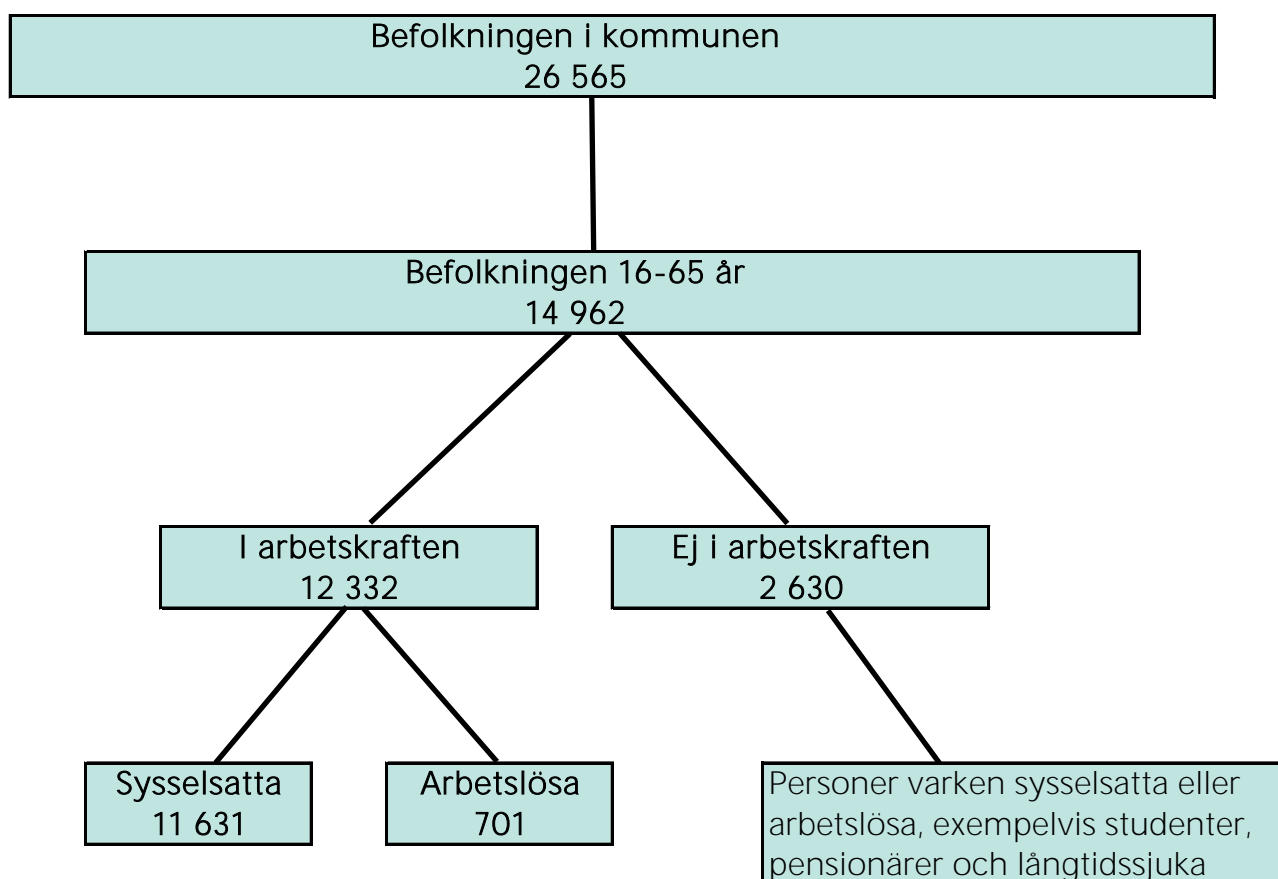 Befolkningen i kommunen
26 565
Befolkningen 16-65 år
14 962
I arbetskraften
12 332
Ej i arbetskraften
2 630
Sysselsatta
11 631
Arbetslösa
701
Personer varken sysselsatta eller
arbetslösa, exempelvis studenter,
pensionärer och långtidssjuka